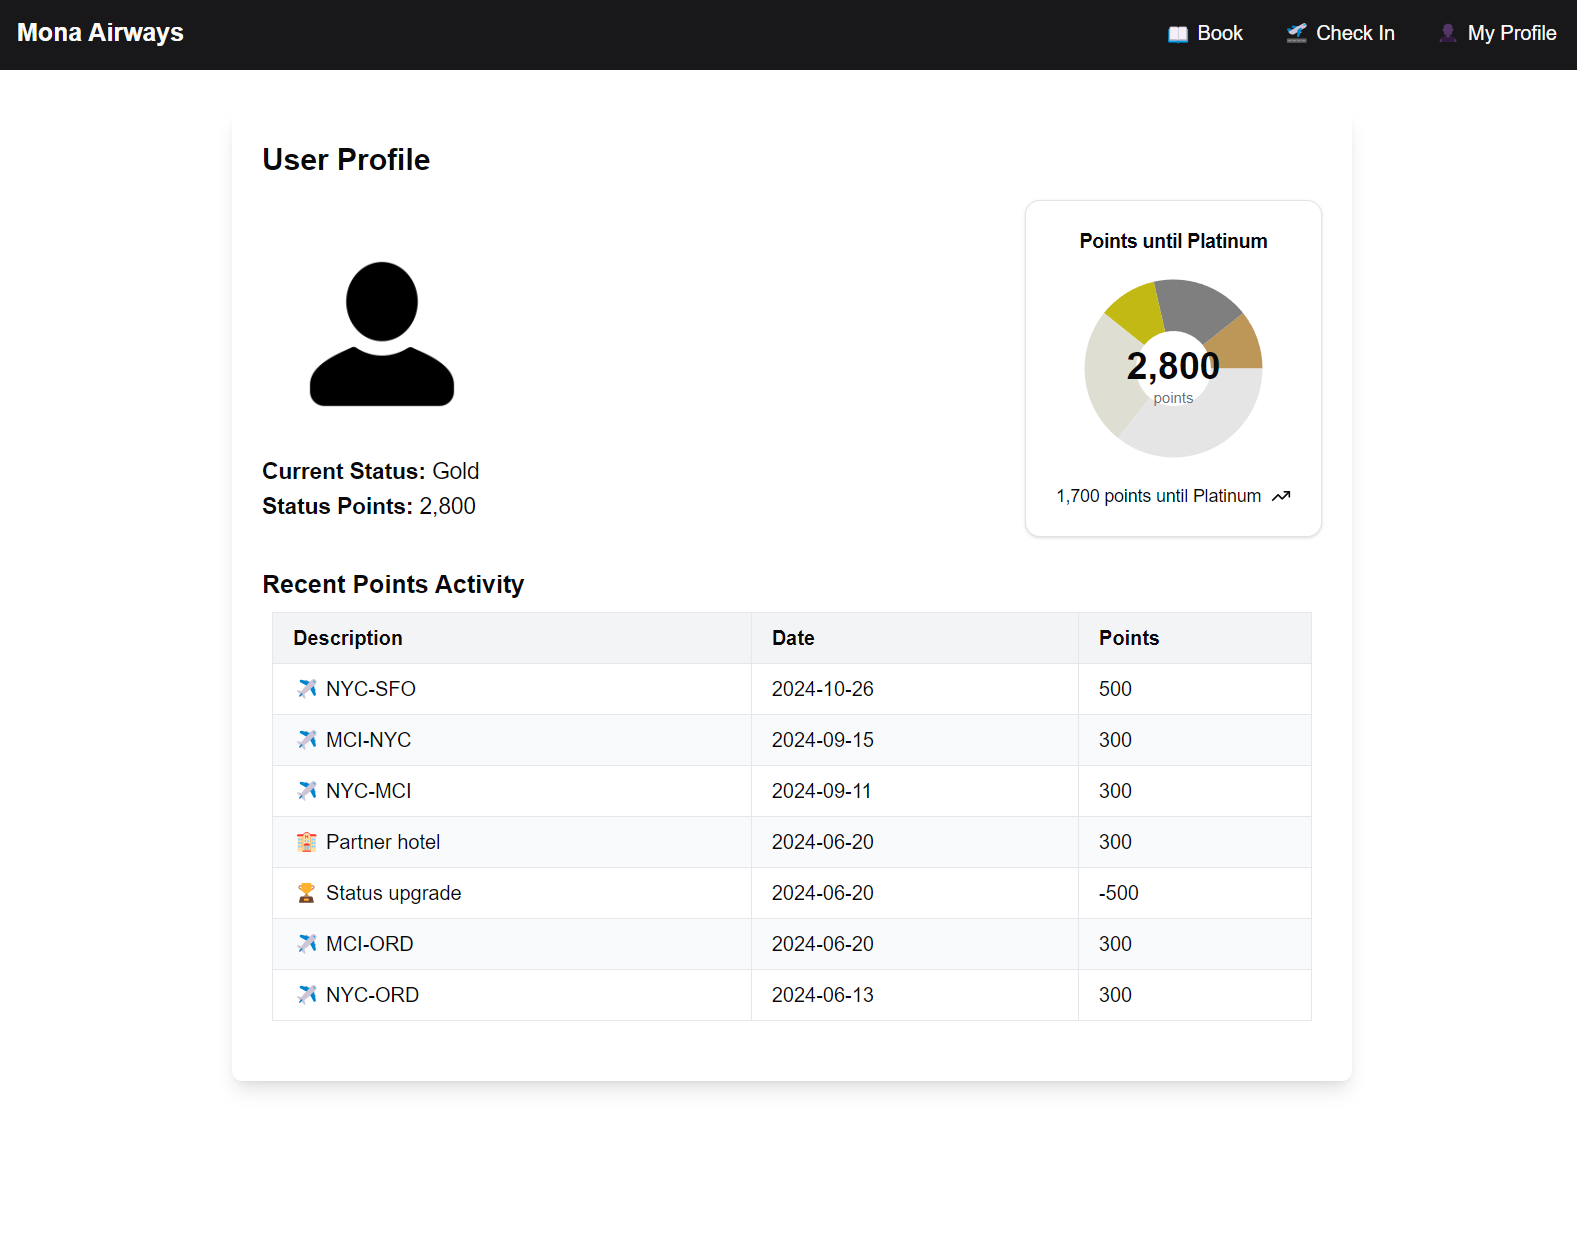 Mona Airways
Book
Check In
My Profile
User Profile
Points until Platinum
2,800
points
1,700 points until Platinum
Current Status: Gold
Status Points: 2,800
Recent Points Activity
Description Date Points
NYC-SFO 2024-10-26 500
MCI-NYC 2024-09-15 300
NYC-MCI 2024-09-11 300
Partner hotel 2024-06-20 300
Status upgrade 2024-06-20 -500
MCI-ORD 2024-06-20 300
NYC-ORD 2024-06-13 300